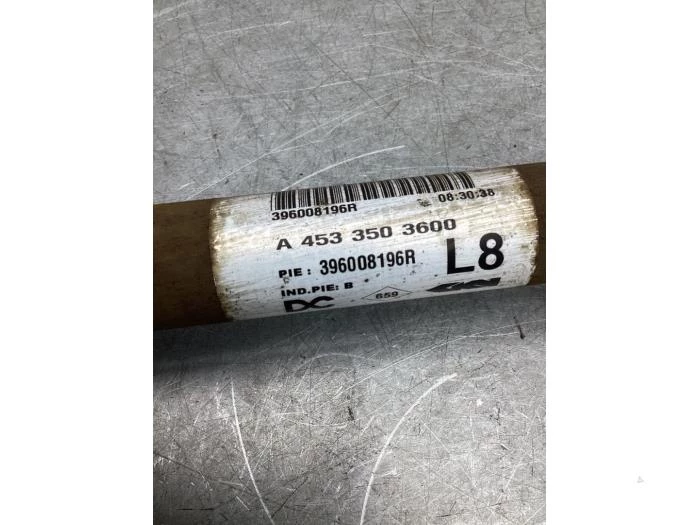 396008196R 08:30:38
A 453 350 3600
PIE: 396008196R L8
IND.PIE: B
DC 659